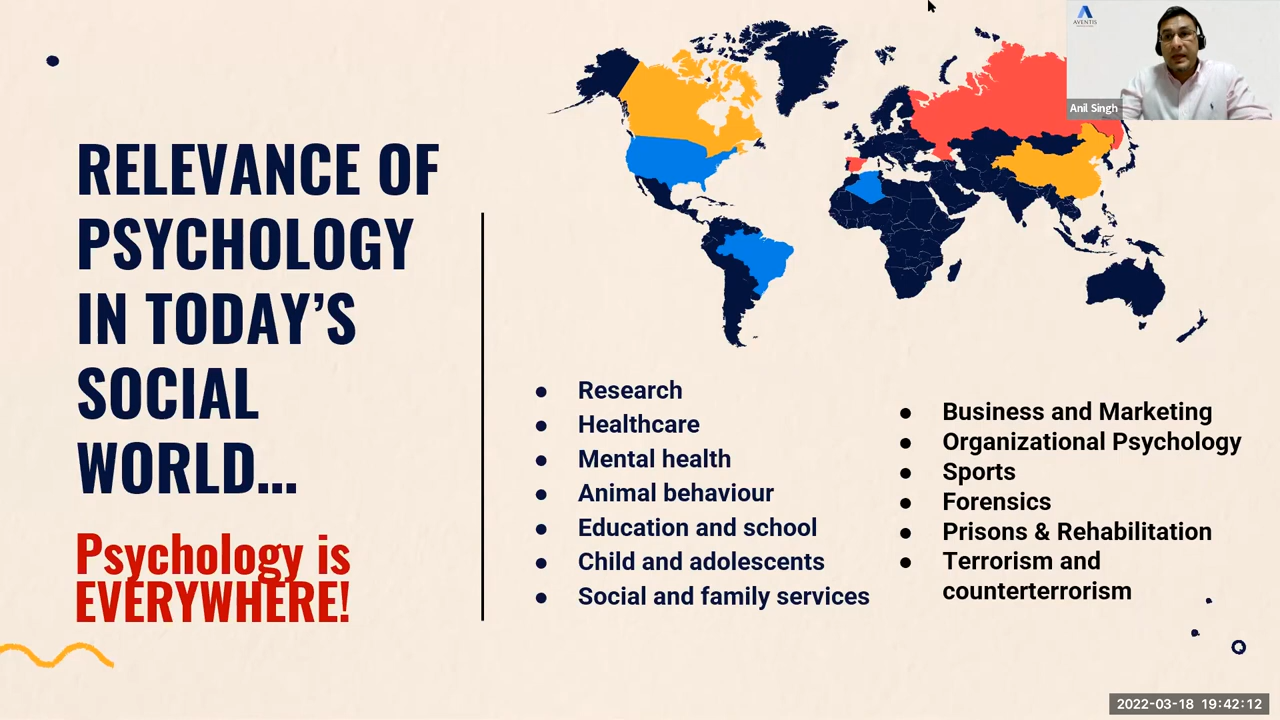 RELEVANCE OF
PSYCHOLOGY
IN TODAY'S
SOCIAL
WORLD...
Psychology is
EVERYWHERE!
● Research
● Healthcare
● Mental health
● Animal behaviour
● Education and school
● Child and adolescents
● Social and family services
● Business and Marketing
● Organizational Psychology
● Sports
● Forensics
● Prisons & Rehabilitation
● Terrorism and
counterterrorism
AVENTIS
Anil Singh
2022-03-18 19:42:12